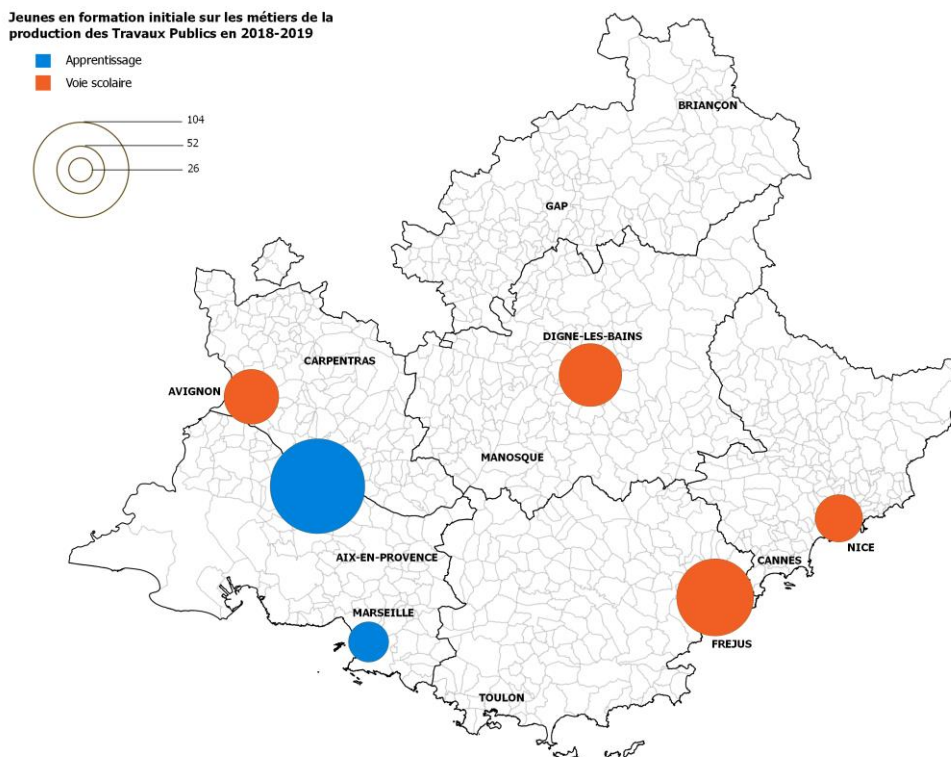 Jeunes en formation initiale sur les métiers de la
production des Travaux Publics en 2018-2019
Apprentissage
Voie scolaire
104
52
26
BRIANÇON
GAP
DIGNE-LES-BAINS
CARPENTRAS
AVIGNON
MANOSQUE
AIX-EN-PROVENCE
NICE
CANNES
MARSEILLE
FREJUS
TOULON